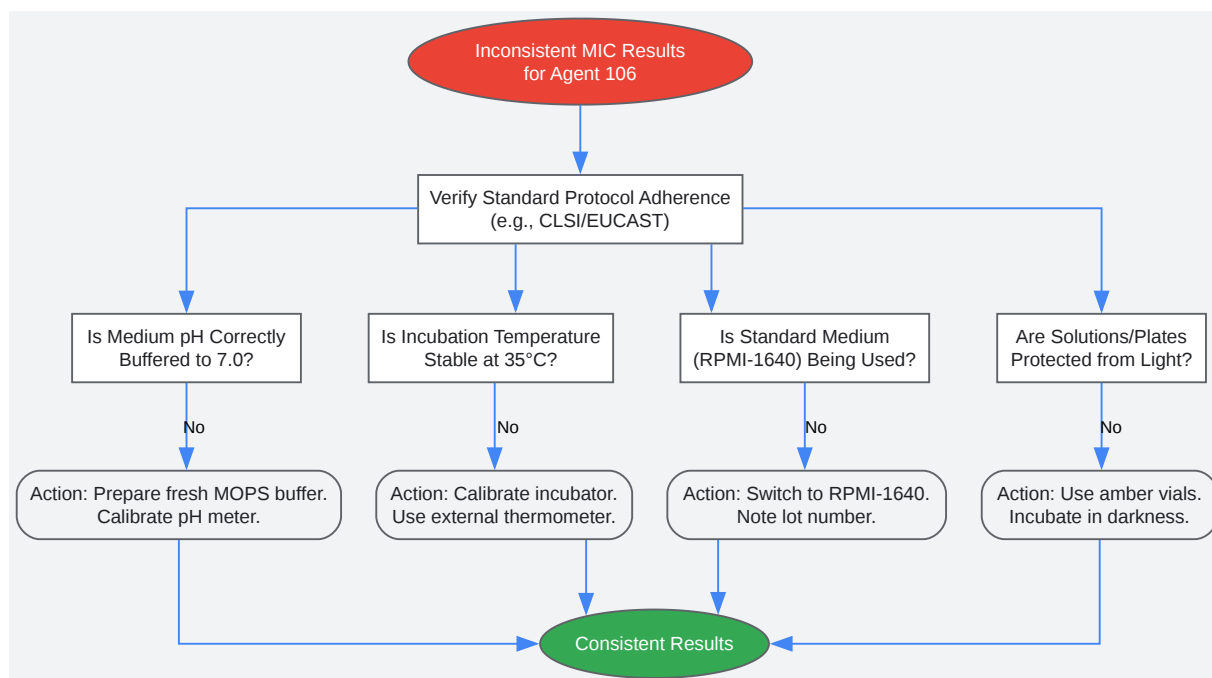 Inconsistent MIC Results
for Agent 106
Verify Standard Protocol Adherence
(e.g., CLSI/EUCAST)
Is Medium pH Correctly
Buffered to 7.0?
Is Incubation Temperature
Stable at 35°C?
Is Standard Medium
(RPMI-1640) Being Used?
Are Solutions/Plates
Protected from Light?
No
No
No
No
Action: Prepare fresh MOPS buffer.
Calibrate pH meter.
Action: Calibrate incubator.
Use external thermometer.
Action: Switch to RPMI-1640.
Note lot number.
Action: Use amber vials.
Incubate in darkness.
Consistent Results